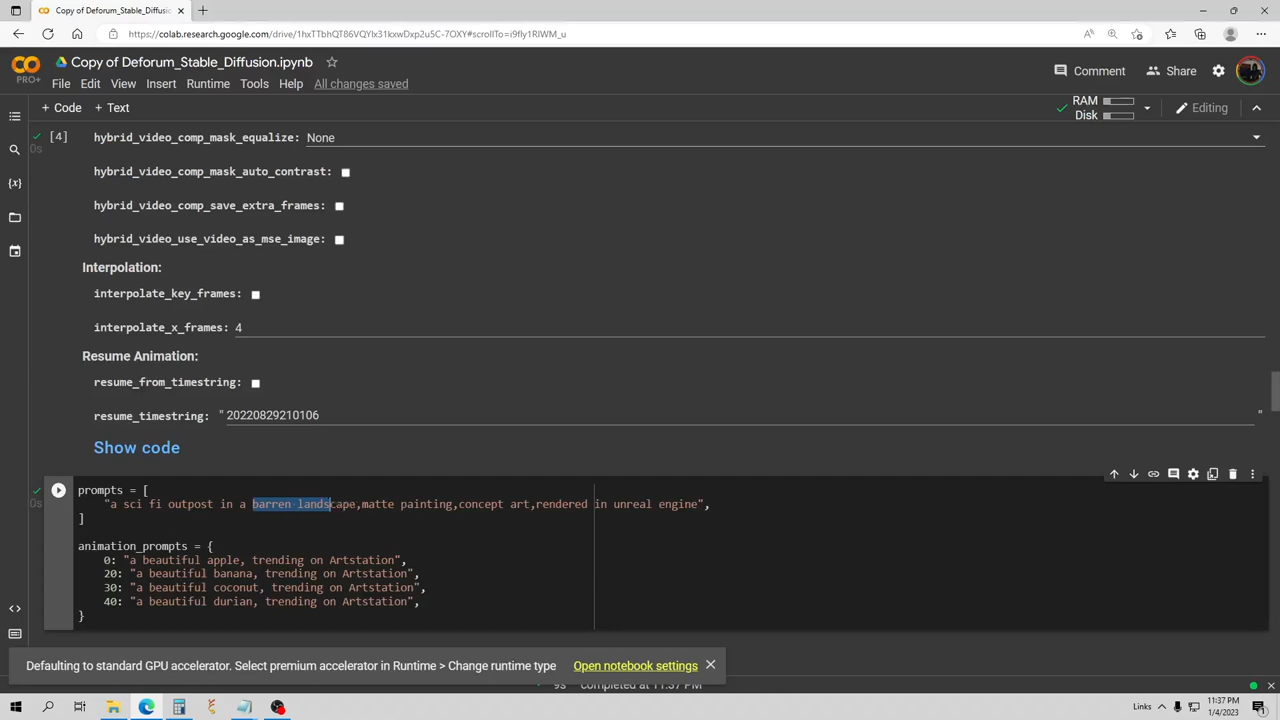 Copy of Deforum_Stable_Diffusion
https://colab.research.google.com/drive/1hxTTbhQT86VQYlx31kxwDxp2u5C-7OXY#scrollTo=i9fly1RIWM_u
Copy of Deforum_Stable_Diffusion.ipynb
PRO+
File Edit View Insert Runtime Tools Help All changes saved
Comment Share
+ Code + Text
RAM
Disk
Editing
[4]
0s
hybrid_video_comp_mask_equalize: None
hybrid_video_comp_mask_auto_contrast:
hybrid_video_comp_save_extra_frames:
hybrid_video_use_video_as_mse_image:
Interpolation:
interpolate_key_frames:
interpolate_x_frames: 4
Resume Animation:
resume_from_timestring:
resume_timestring: "20220829210106"
Show code
0s
prompts = [
"a sci fi outpost in a barren landscape,matte painting,concept art,rendered in unreal engine",
]
animation_prompts = {
0: "a beautiful apple, trending on Artstation",
20: "a beautiful banana, trending on Artstation",
30: "a beautiful coconut, trending on Artstation",
40: "a beautiful durian, trending on Artstation",
}
Defaulting to standard GPU accelerator. Select premium accelerator in Runtime > Change runtime type Open notebook settings
9s completed at 11:37 PM
Links
11:37 PM
1/4/2023